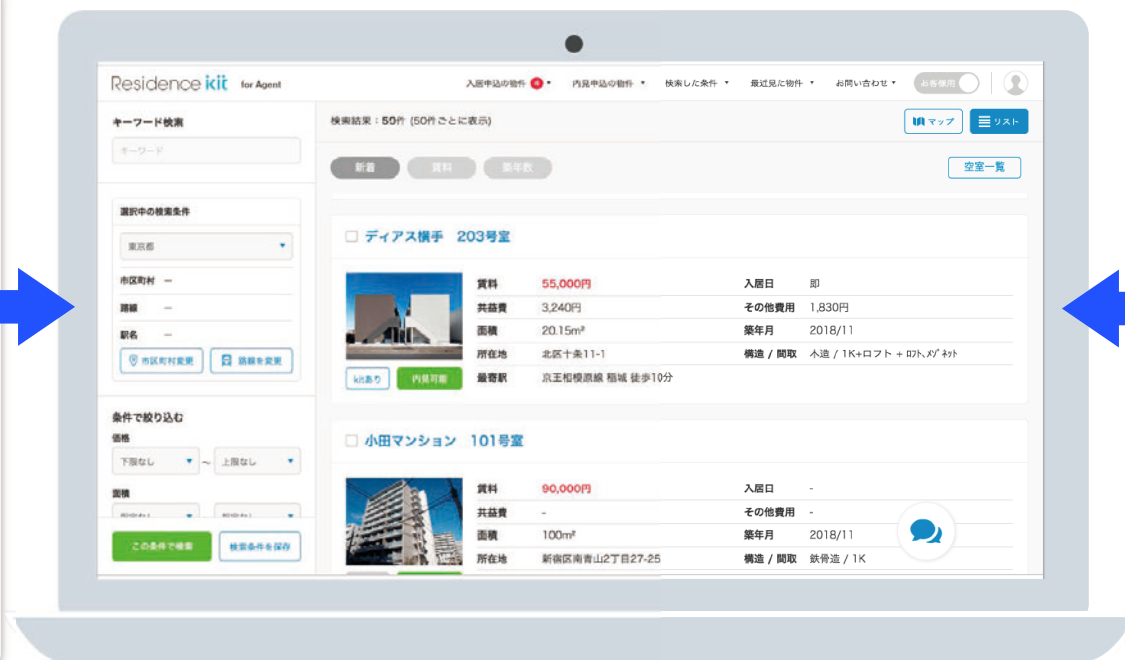 Residence kit for Agent
入居申込の物件
内見申込の物件
検索した条件
最近見た物件
お問い合わせ
お客様用
キーワード検索
キーワード
検索結果：50件 (50件ごとに表示)
マップ
リスト
新着
賃料
築年数
空室一覧
選択中の検索条件
東京都
市区町村 ー
路線 ー
駅名 ー
市区町村変更
路線を変更
条件で絞り込む
価格
下限なし ～ 上限なし
面積
この条件で検索
検索条件を保存
ディアス横手 203号室
賃料 55,000円 入居日 即
共益費 3,240円 その他費用 1,830円
面積 20.15m² 築年月 2018/11
所在地 北区十条11-1 構造 / 間取 木造 / 1K+ロフト + ﾛﾌﾄ､ﾒｿﾞﾈｯﾄ
最寄駅 京王相模原線 稲城 徒歩10分
kitあり
内見可能
小田マンション 101号室
賃料 90,000円 入居日 -
共益費 - その他費用 -
面積 100m² 築年月 2018/11
所在地 新宿区南青山2丁目27-25 構造 / 間取 鉄骨造 / 1K